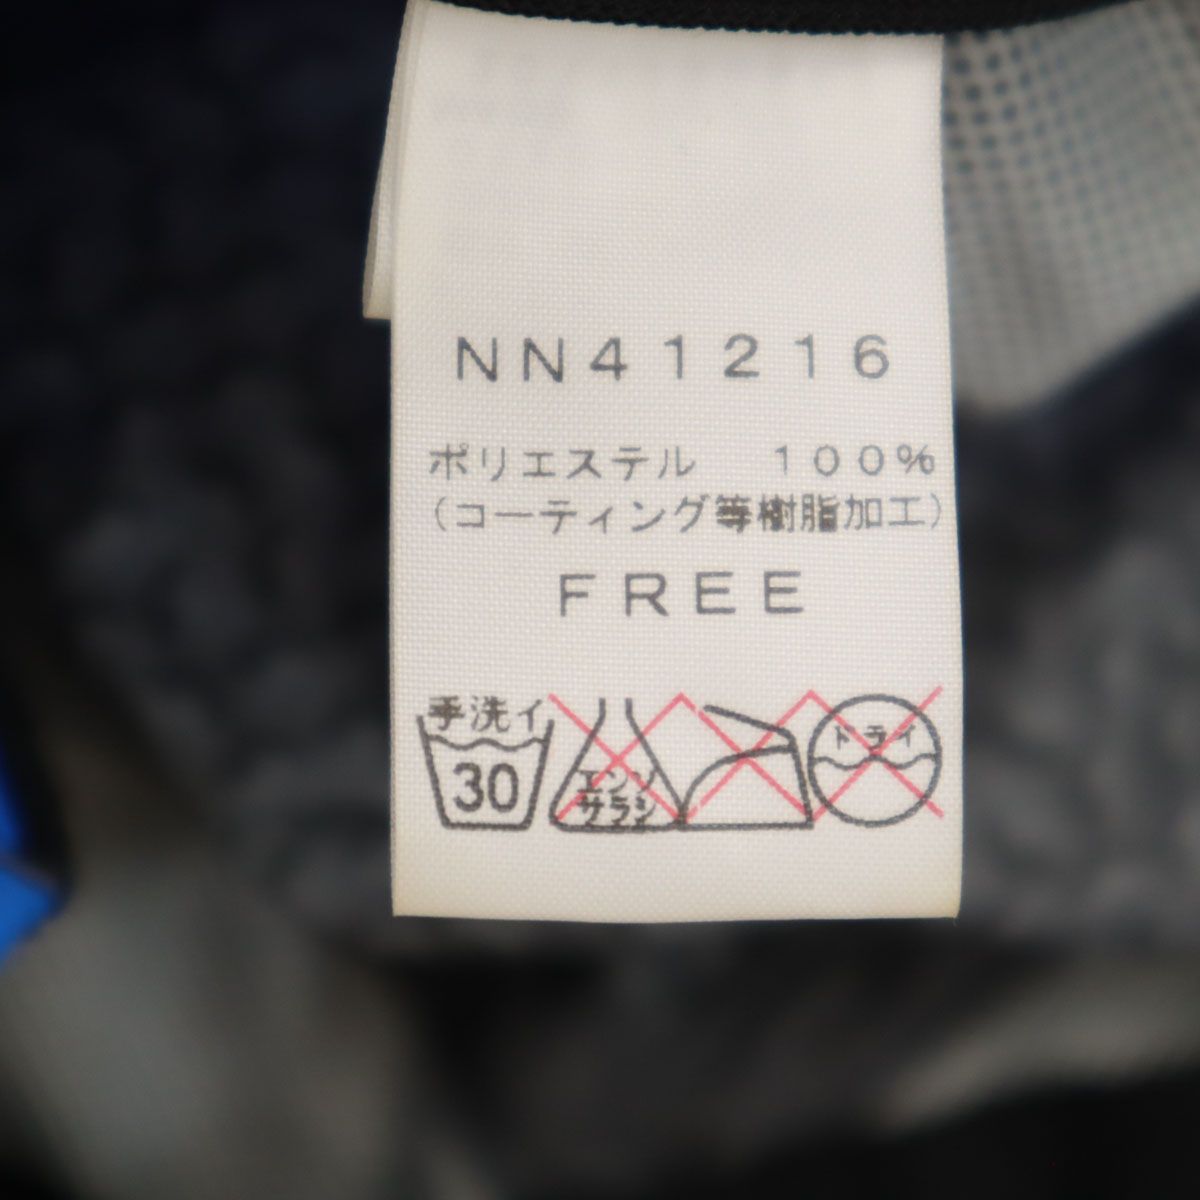 NN41216
ポリエステル 100%
(コーティング等樹脂加工)
FREE
手洗イ
30
エンソ
サラシ
ドライ